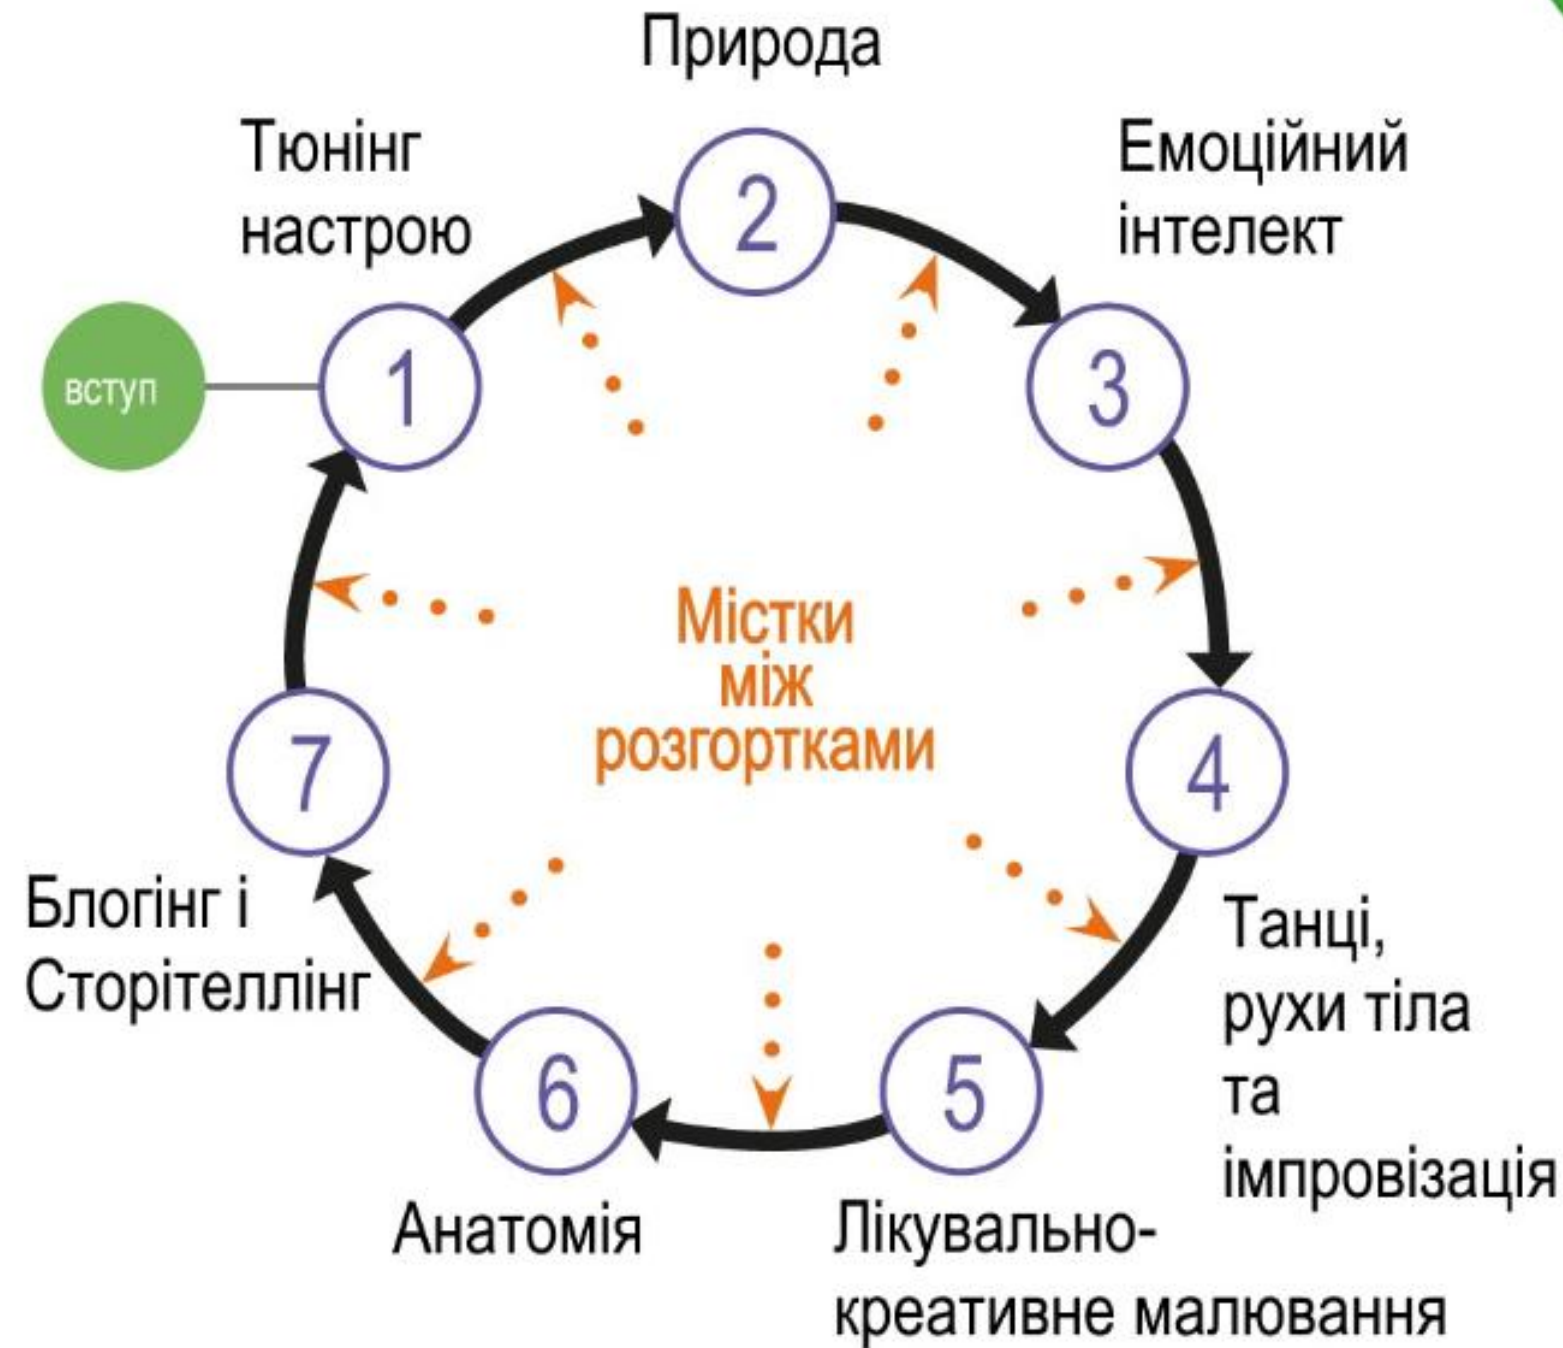 Природа
Тюнінг
настрою
Емоційний
інтелект
2
вступ
1
3
Містки
між
розгортками
7
4
Блогінг і
Сторітеллінг
Танці,
рухи тіла
та
імпровізація
6
5
Анатомія
Лікувально-
креативне малювання